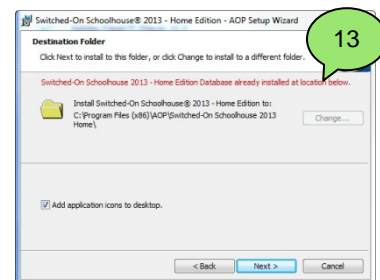 Switched-On Schoolhouse® 2013 - Home Edition - AOP Setup Wizard
13
Destination Folder
Click Next to install to this folder, or click Change to install to a different folder.
Switched-On Schoolhouse 2013 - Home Edition Database already installed at location below.
Install Switched-On Schoolhouse® 2013 - Home Edition to:
C:\Program Files (x86)\AOP\Switched-On Schoolhouse 2013
Home\
Change...
Add application icons to desktop.
< Back
Next >
Cancel